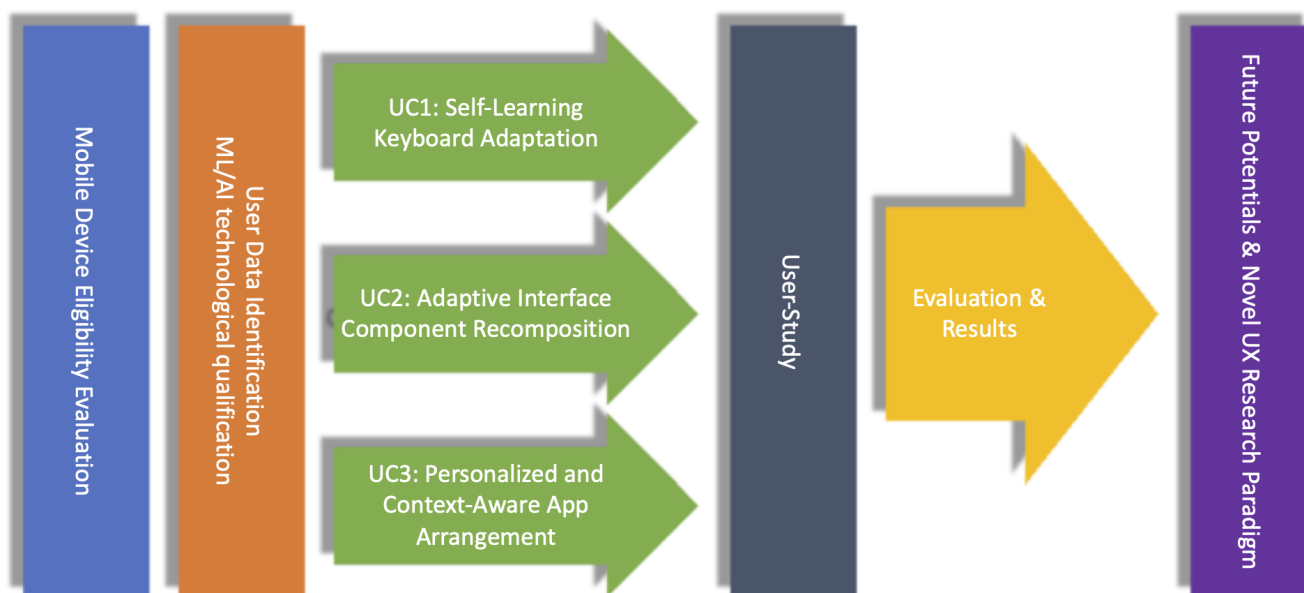 Mobile Device Eligibility Evaluation
User Data Identification
ML/AI technological qualification
UC1: Self-Learning
Keyboard Adaptation
UC2: Adaptive Interface
Component Recomposition
UC3: Personalized and
Context-Aware App
Arrangement
User-Study
Evaluation &
Results
Future Potentials & Novel UX Research Paradigm